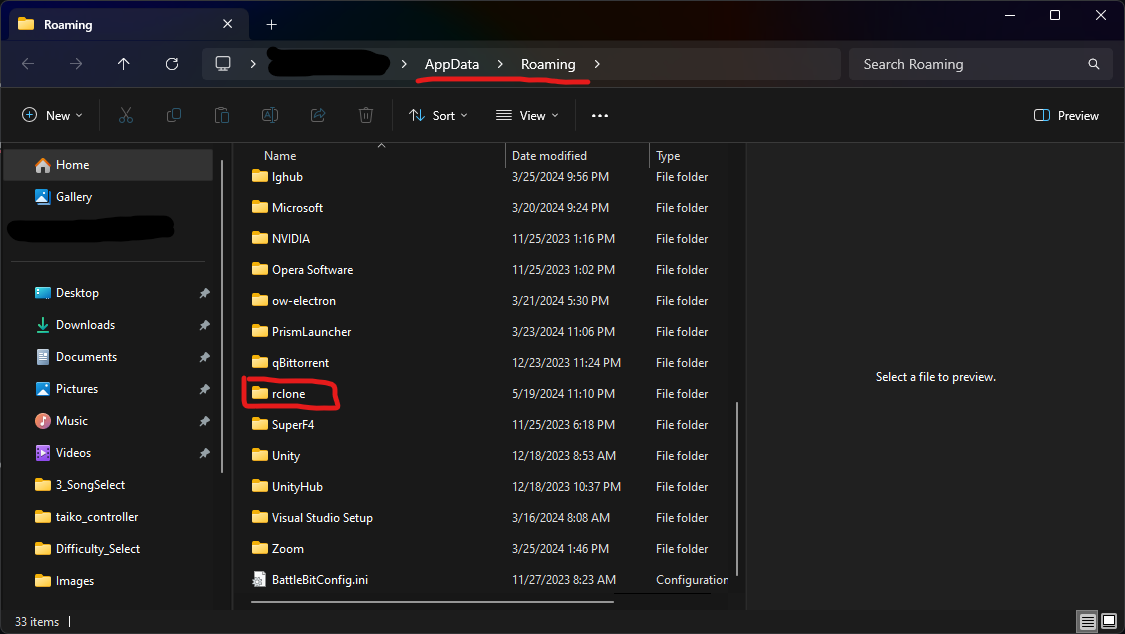 Roaming
AppData > Roaming >
Search Roaming
New
Sort
View
Preview
Home
Gallery
Desktop
Downloads
Documents
Pictures
Music
Videos
3_SongSelect
taiko_controller
Difficulty_Select
Images
Name Date modified Type
lghub 3/25/2024 9:56 PM File folder
Microsoft 3/20/2024 9:24 PM File folder
NVIDIA 11/25/2023 1:16 PM File folder
Opera Software 11/25/2023 1:02 PM File folder
ow-electron 3/21/2024 5:30 PM File folder
PrismLauncher 3/23/2024 11:06 PM File folder
qBittorrent 12/23/2023 11:24 PM File folder
rclone 5/19/2024 11:10 PM File folder
SuperF4 11/25/2023 6:18 PM File folder
Unity 12/18/2023 8:53 AM File folder
UnityHub 12/18/2023 10:37 PM File folder
Visual Studio Setup 3/16/2024 8:08 AM File folder
Zoom 3/25/2024 1:46 PM File folder
BattleBitConfig.ini 11/27/2023 8:23 AM Configuration
Select a file to preview.
33 items